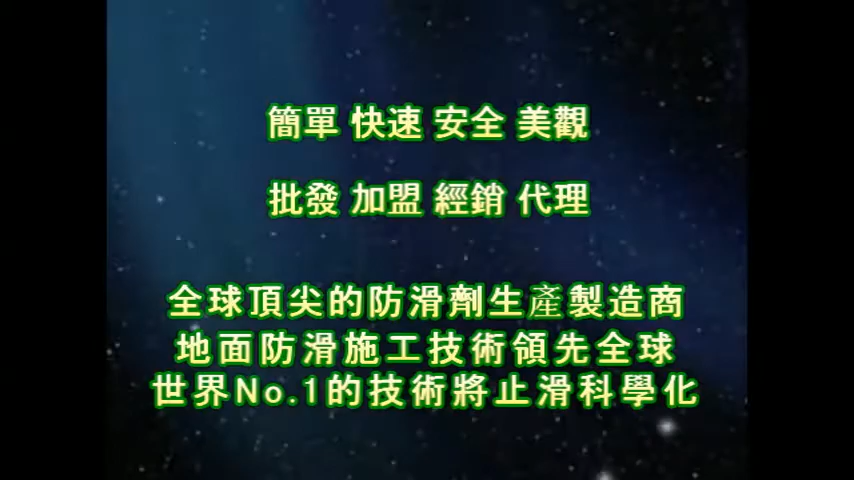 簡單 快速 安全 美觀
批發 加盟 經銷 代理
全球頂尖的防滑劑生產製造商
地面防滑施工技術領先全球
世界No.1的技術將止滑科學化